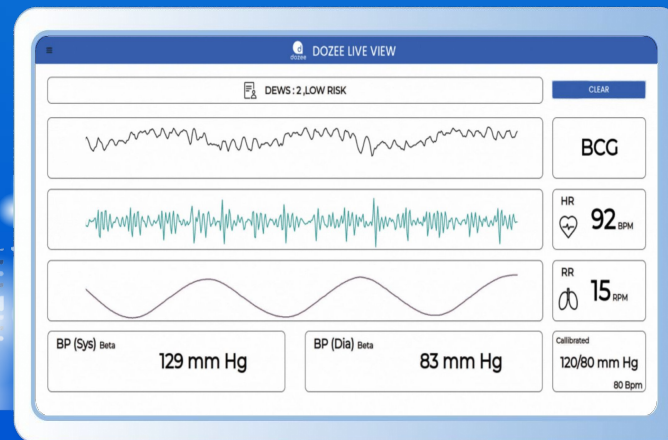 dozee
DOZEE LIVE VIEW
DEWS : 2 ,LOW RISK
CLEAR
BCG
HR
92 BPM
RR
15 RPM
BP (Sys) Beta
129 mm Hg
BP (Dia) Beta
83 mm Hg
Callibrated
120/80 mm Hg
80 Bpm